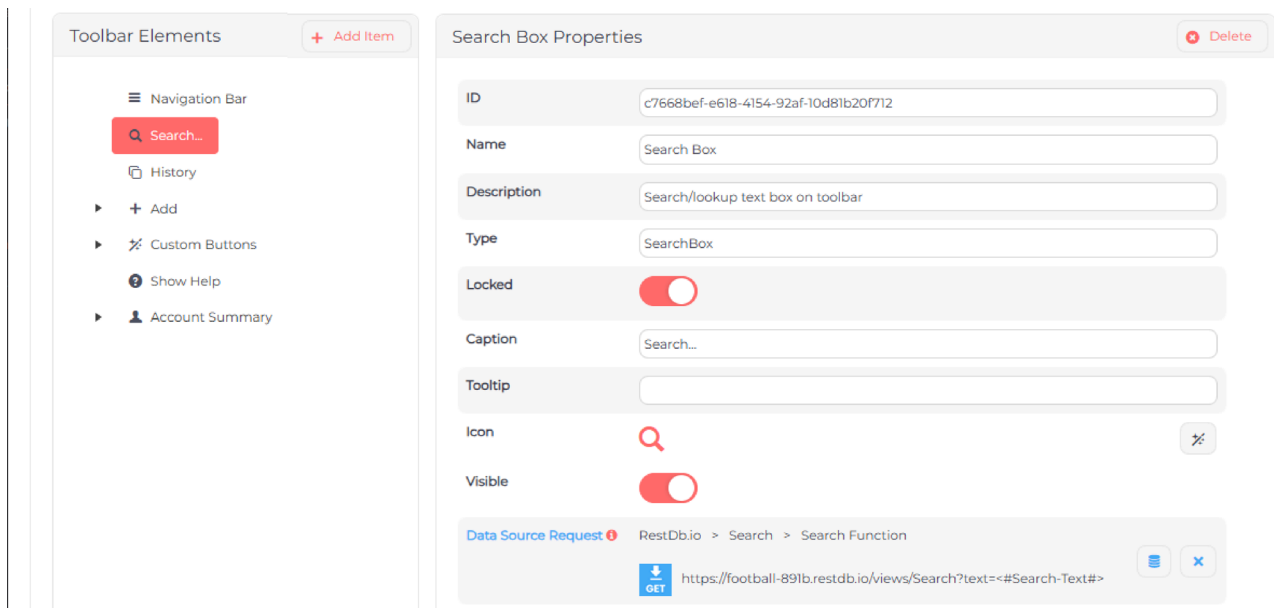 Toolbar Elements
+ Add Item
Navigation Bar
Search...
History
+ Add
Custom Buttons
Show Help
Account Summary
Search Box Properties
Delete
ID
c7668bef-e618-4154-92af-10d81b20f712
Name
Search Box
Description
Search/lookup text box on toolbar
Type
SearchBox
Locked
Caption
Search...
Tooltip
Icon
Visible
Data Source Request
RestDb.io > Search > Search Function
GET
https://football-891b.restdb.io/views/Search?text=<#Search-Text#>